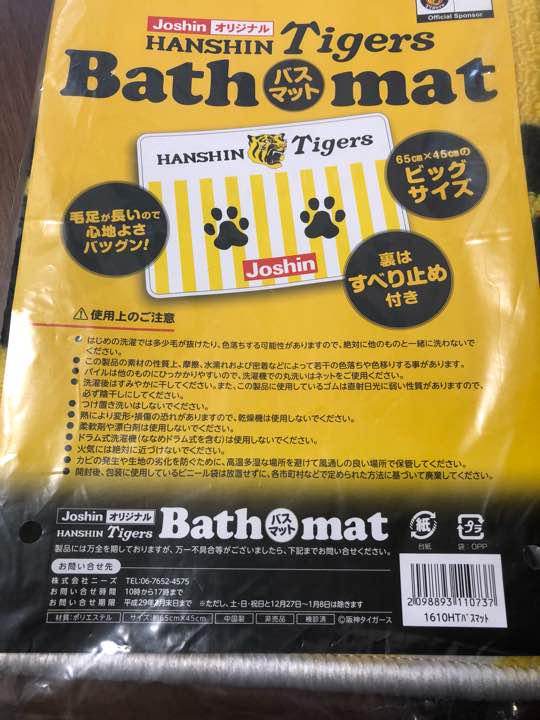 Joshin オリジナル
HANSHIN Tigers
Official Sponsor
Bath バスマット mat
HANSHIN Tigers
Joshin
65cm×45cmの
ビッグ
サイズ
毛足が長いので
心地よさ
バツグン!
裏は
すべり止め
付き
使用上のご注意
● はじめの洗濯では多少毛が抜けたり、色落ちする可能性がありますので、絶対に他のものと一緒に洗わないで
ください。
● この製品の素材の性質上、摩擦、水濡れおよび密着などによって若干の色落ちや色移りする事があります。
● パイルは他のものにひっかかりやすいので、洗濯機での丸洗いはネットをご使用ください。
● 洗濯後はすみやかに干してください。また、この製品に使用しているゴムは直射日光に弱い性質がありますので、
必ず陰干しにしてください。
● つけ置き洗いはしないでください。
● 熱により変形・損傷の恐れがありますので、乾燥機は使用しないでください。
● 柔軟剤や漂白剤は使用しないでください。
● ドラム式洗濯機(ななめドラム式を含む)は使用しないでください。
● 火気には絶対に近づけないでください。
● カビの発生や生地の劣化を防ぐために、高温多湿な場所を避けて風通しの良い場所で保管してください。
● 開封後、包装に使用しているビニール袋は放置せずに、各市町村などで定められた方法に基づいて廃棄してください。
Joshin オリジナル
HANSHIN Tigers
Bath バスマット mat
製品には万全を期しておりますが、万一不具合等がございましたら、下記までお問い合せください。
お問い合せ先
株式会社ニーズ TEL:06-7652-4575
お問い合せ時間 10時から17時まで
お問い合せ期限 平成29年3月末日まで ※ただし、土・日・祝日と12月27日~1月8日は除きます
材質:ポリエステル サイズ:約65cm×45cm 中国製 非売品 検針済 ©阪神タイガース
紙
台紙
プラ
袋:OPP
2098893110737
1610HTバスマット